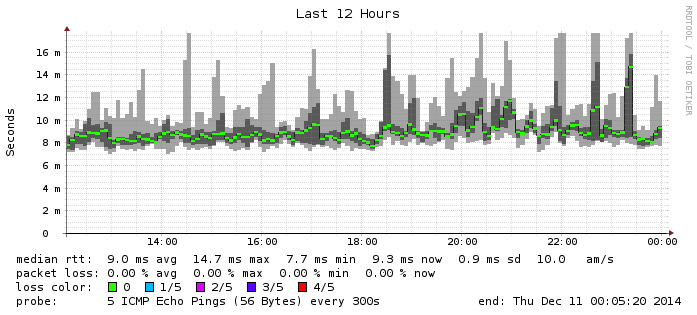 Last 12 Hours
RRDTOOL / TOBI OETIKER
Seconds
16 m
14 m
12 m
10 m
8 m
6 m
4 m
2 m
0
14:00 16:00 18:00 20:00 22:00 00:00
median rtt: 9.0 ms avg 14.7 ms max 7.7 ms min 9.3 ms now 0.9 ms sd 10.0 am/s
packet loss: 0.00 % avg 0.00 % max 0.00 % min 0.00 % now
loss color: 0 1/5 2/5 3/5 4/5
probe: 5 ICMP Echo Pings (56 Bytes) every 300s end: Thu Dec 11 00:05:20 2014